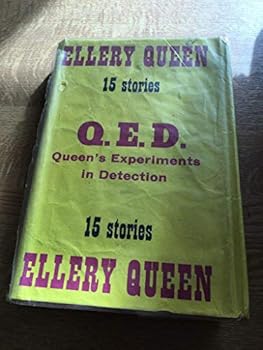 ELLERY QUEEN
15 stories
Q.E.D.
Queen's Experiments
in Detection
15 stories
ELLERY QUEEN